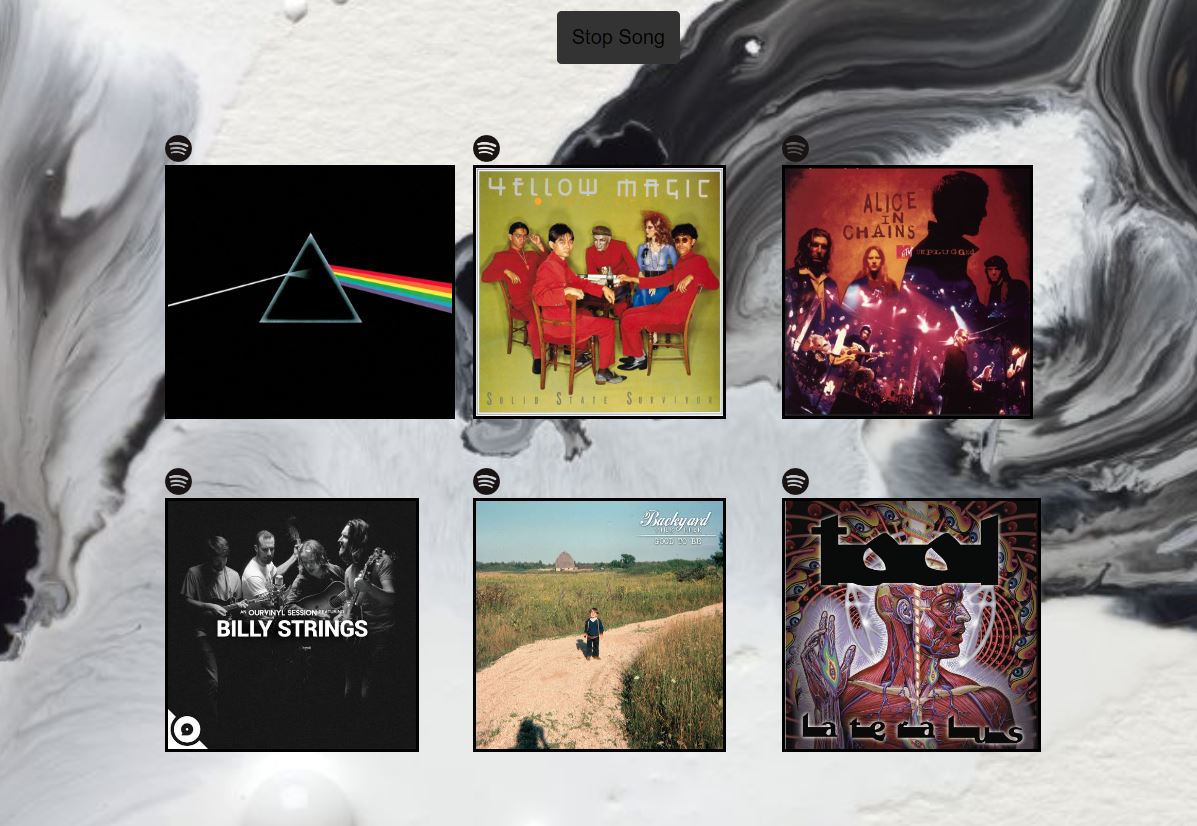 Stop Song
YELLOW MAGIC
SOLID STATE SURVIVOR
ALICE
IN
CHAINS
MTV UNPLUGGED
AN OURVINYL SESSION FEATURING
BILLY STRINGS
Backyard
GOOD TO BE
tool
lateralus